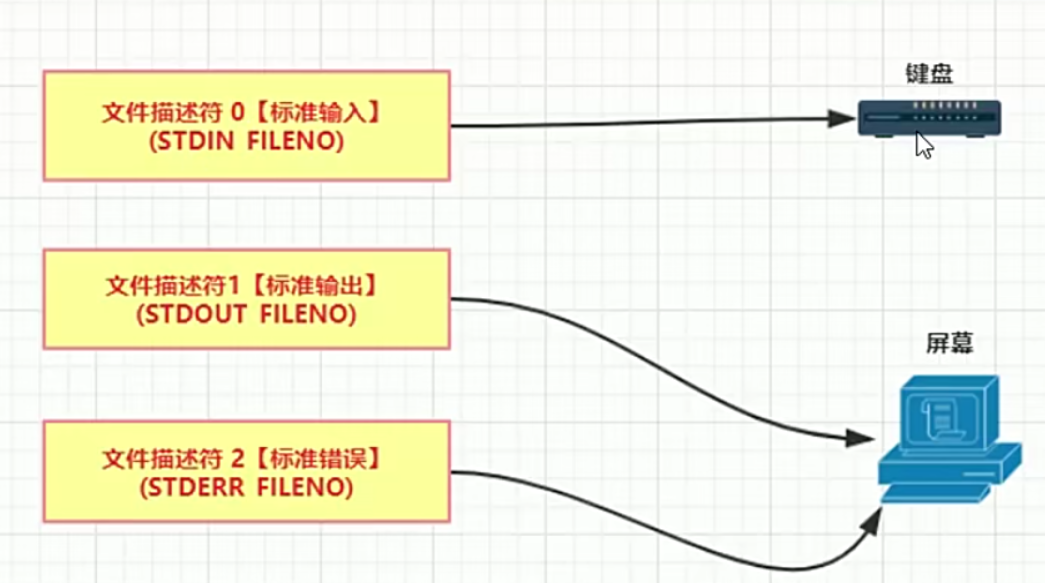 键盘
文件描述符 0【标准输入】
(STDIN FILENO)
文件描述符1【标准输出】
(STDOUT FILENO)
屏幕
文件描述符 2【标准错误】
(STDERR FILENO)